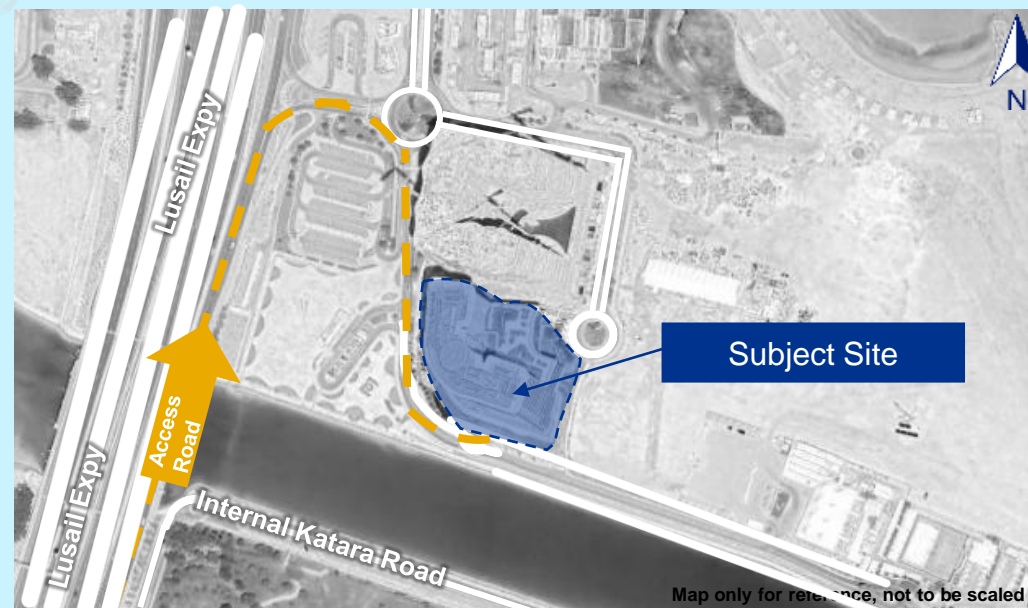 N
Lusail Expy
Subject Site
Access
Road
Lusail Expy
Internal Katara Road
Map only for reference, not to be scaled